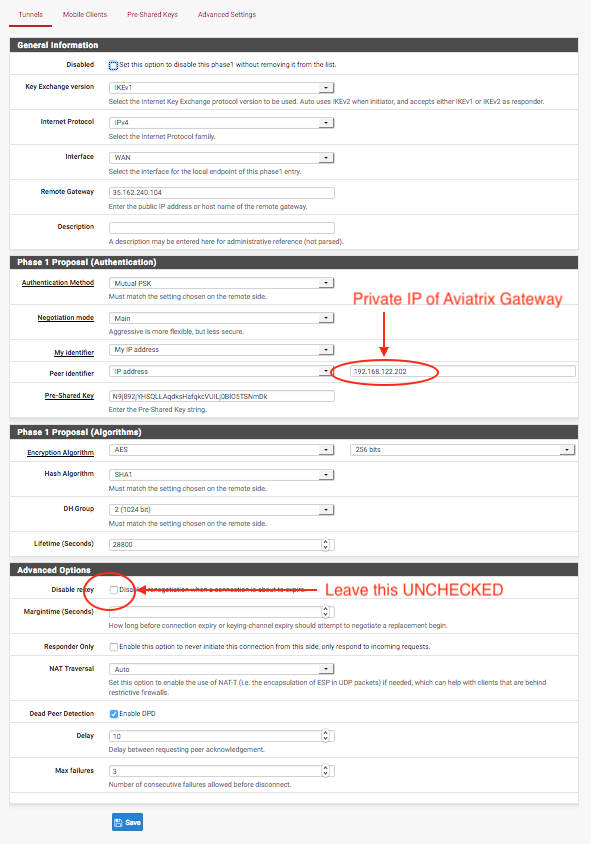 Tunnels Mobile Clients Pre-Shared Keys Advanced Settings
General Information
Disabled Set this option to disable this phase1 without removing it from the list.
Key Exchange version IKEv1
Select the Internet Key Exchange protocol version to be used. Auto uses IKEv2 when initiator, and accepts either IKEv1 or IKEv2 as responder.
Internet Protocol IPv4
Select the Internet Protocol family.
Interface WAN
Select the interface for the local endpoint of this phase1 entry.
Remote Gateway 35.162.240.104
Enter the public IP address or host name of the remote gateway.
Description
A description may be entered here for administrative reference (not parsed).
Phase 1 Proposal (Authentication)
Authentication Method Mutual PSK
Must match the setting chosen on the remote side.
Private IP of Aviatrix Gateway
Negotiation mode Main
Aggressive is more flexible, but less secure.
My identifier My IP address
Peer identifier IP address 192.168.122.202
Pre-Shared Key
Enter the Pre-Shared Key string.
Phase 1 Proposal (Algorithms)
Encryption Algorithm AES 256 bits
Hash Algorithm SHA1
Must match the setting chosen on the remote side.
DH Group 2 (1024 bit)
Must match the setting chosen on the remote side.
Lifetime (Seconds) 28800
Advanced Options
Disable rekey Disable renegotiation when a connection is about to expire. Leave this UNCHECKED
Margintime (Seconds)
How long before connection expiry or keying-channel expiry should attempt to negotiate a replacement begin.
Responder Only Enable this option to never initiate this connection from this side, only respond to incoming requests.
NAT Traversal Auto
Set this option to enable the use of NAT-T (i.e. the encapsulation of ESP in UDP packets) if needed, which can help with clients that are behind
restrictive firewalls.
Dead Peer Detection Enable DPD
Delay 10
Delay between requesting peer acknowledgement.
Max failures 3
Number of consecutive failures allowed before disconnect.
Save